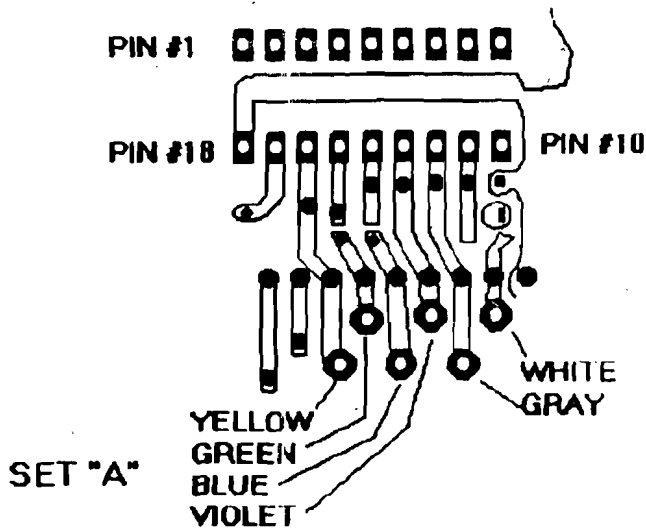 PIN #1
PIN #18
PIN #10
WHITE
GRAY
YELLOW
GREEN
BLUE
VIOLET
SET "A"